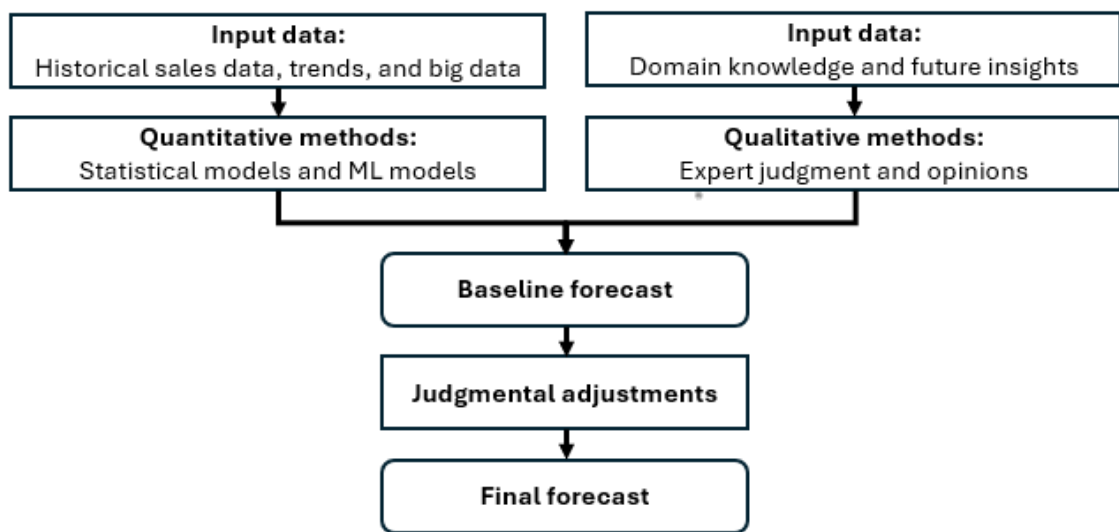 Input data:
Historical sales data, trends, and big data
Input data:
Domain knowledge and future insights
Quantitative methods:
Statistical models and ML models
Qualitative methods:
Expert judgment and opinions
Baseline forecast
Judgmental adjustments
Final forecast